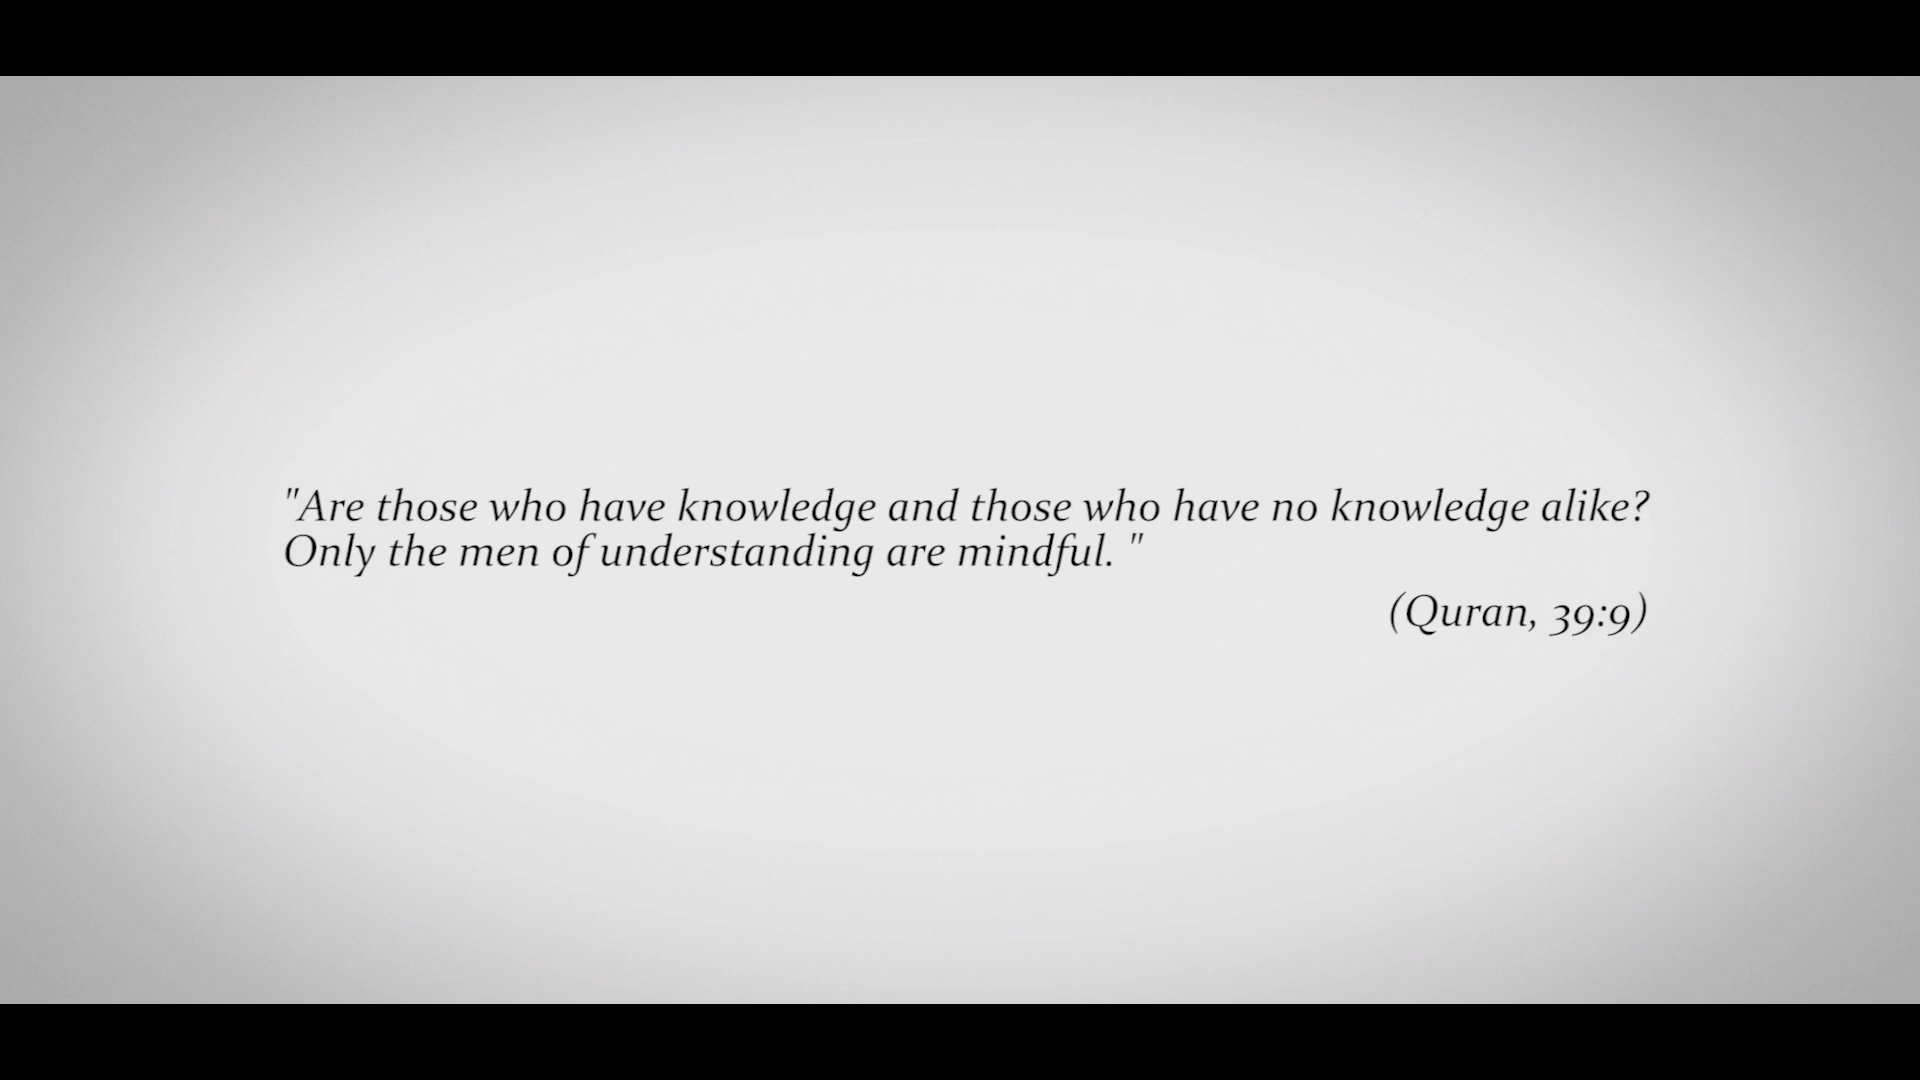 "Are those who have knowledge and those who have no knowledge alike?
Only the men of understanding are mindful. "
(Quran, 39:9)